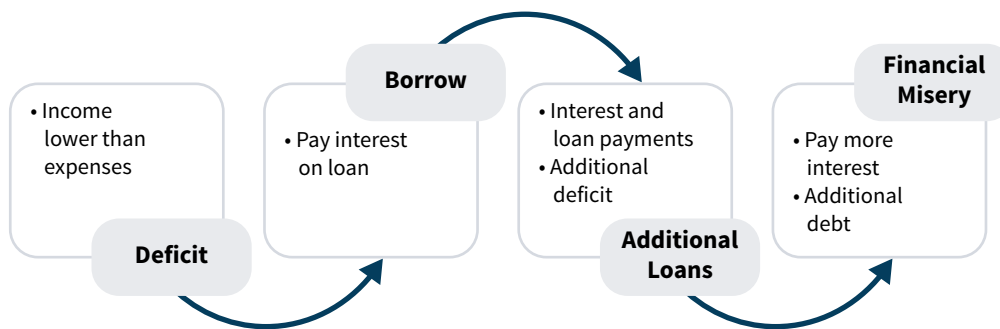 • Income
lower than
expenses
Deficit
Borrow
• Pay interest
on loan
• Interest and
loan payments
• Additional
deficit
Additional
Loans
Financial
Misery
• Pay more
interest
• Additional
debt